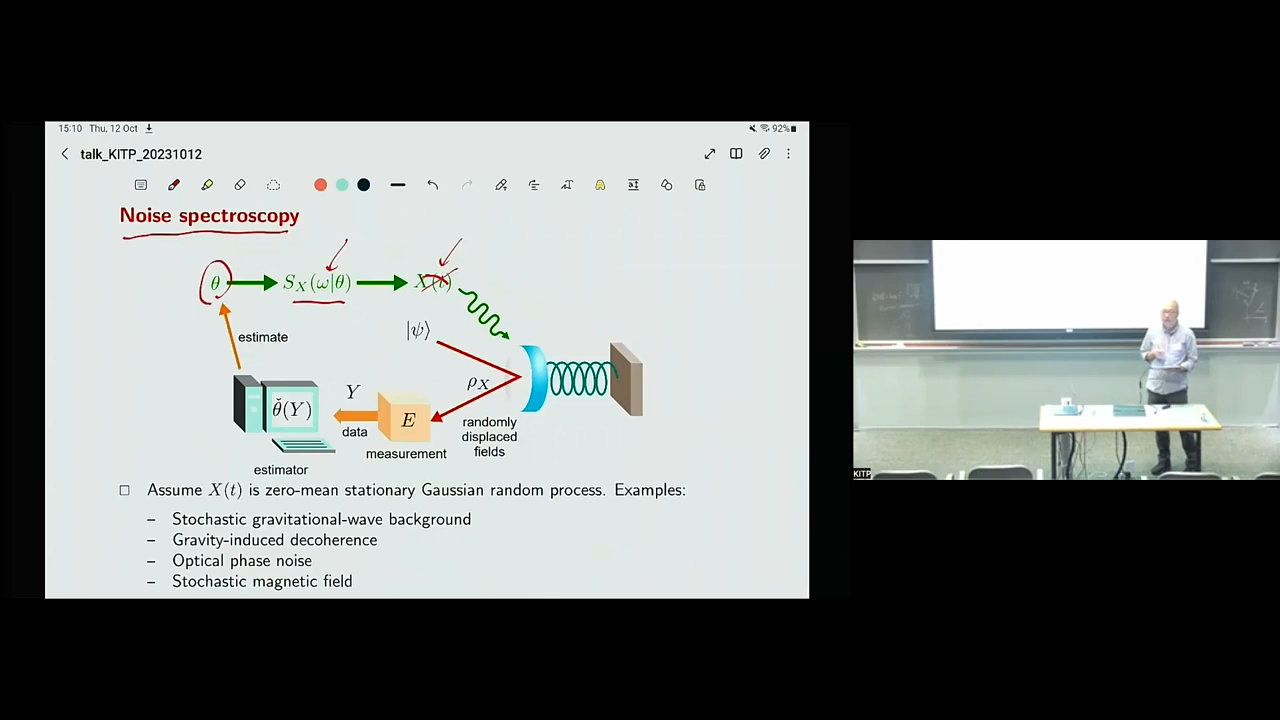 15:10 Thu, 12 Oct 92%
talk_KITP_20231012
Noise spectroscopy
θ S_X(ω|θ) X(t)
estimate
|ψ⟩
ρ_X
Y
θ̌(Y)
E
data
measurement
randomly
displaced
fields
estimator
Assume X(t) is zero-mean stationary Gaussian random process. Examples:
– Stochastic gravitational-wave background
– Gravity-induced decoherence
– Optical phase noise
– Stochastic magnetic field
KITP